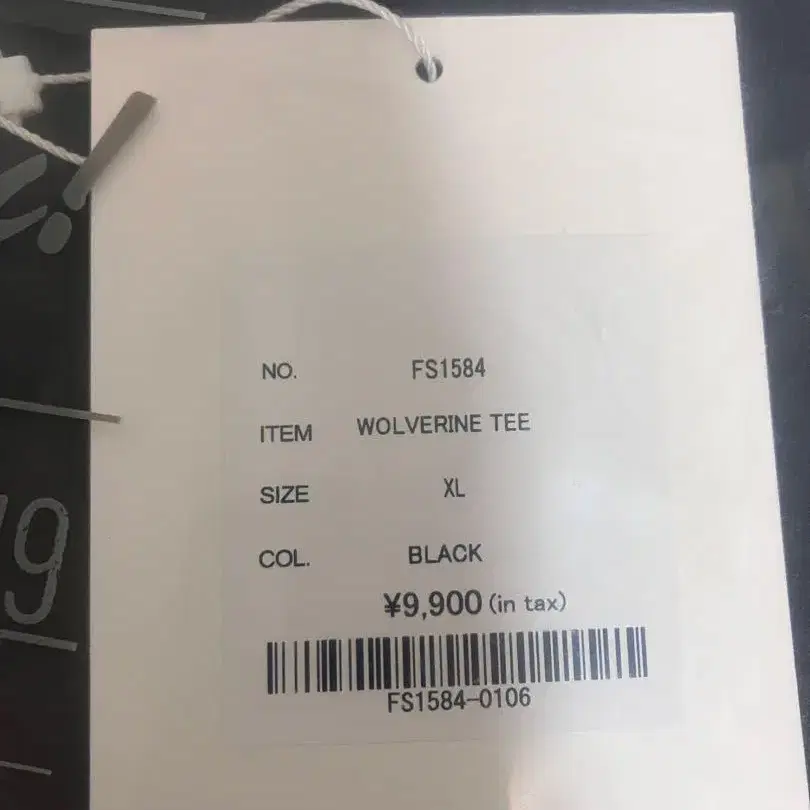 NO. FS1584
ITEM WOLVERINE TEE
SIZE XL
COL. BLACK
¥9,900 (in tax)
FS1584-0106